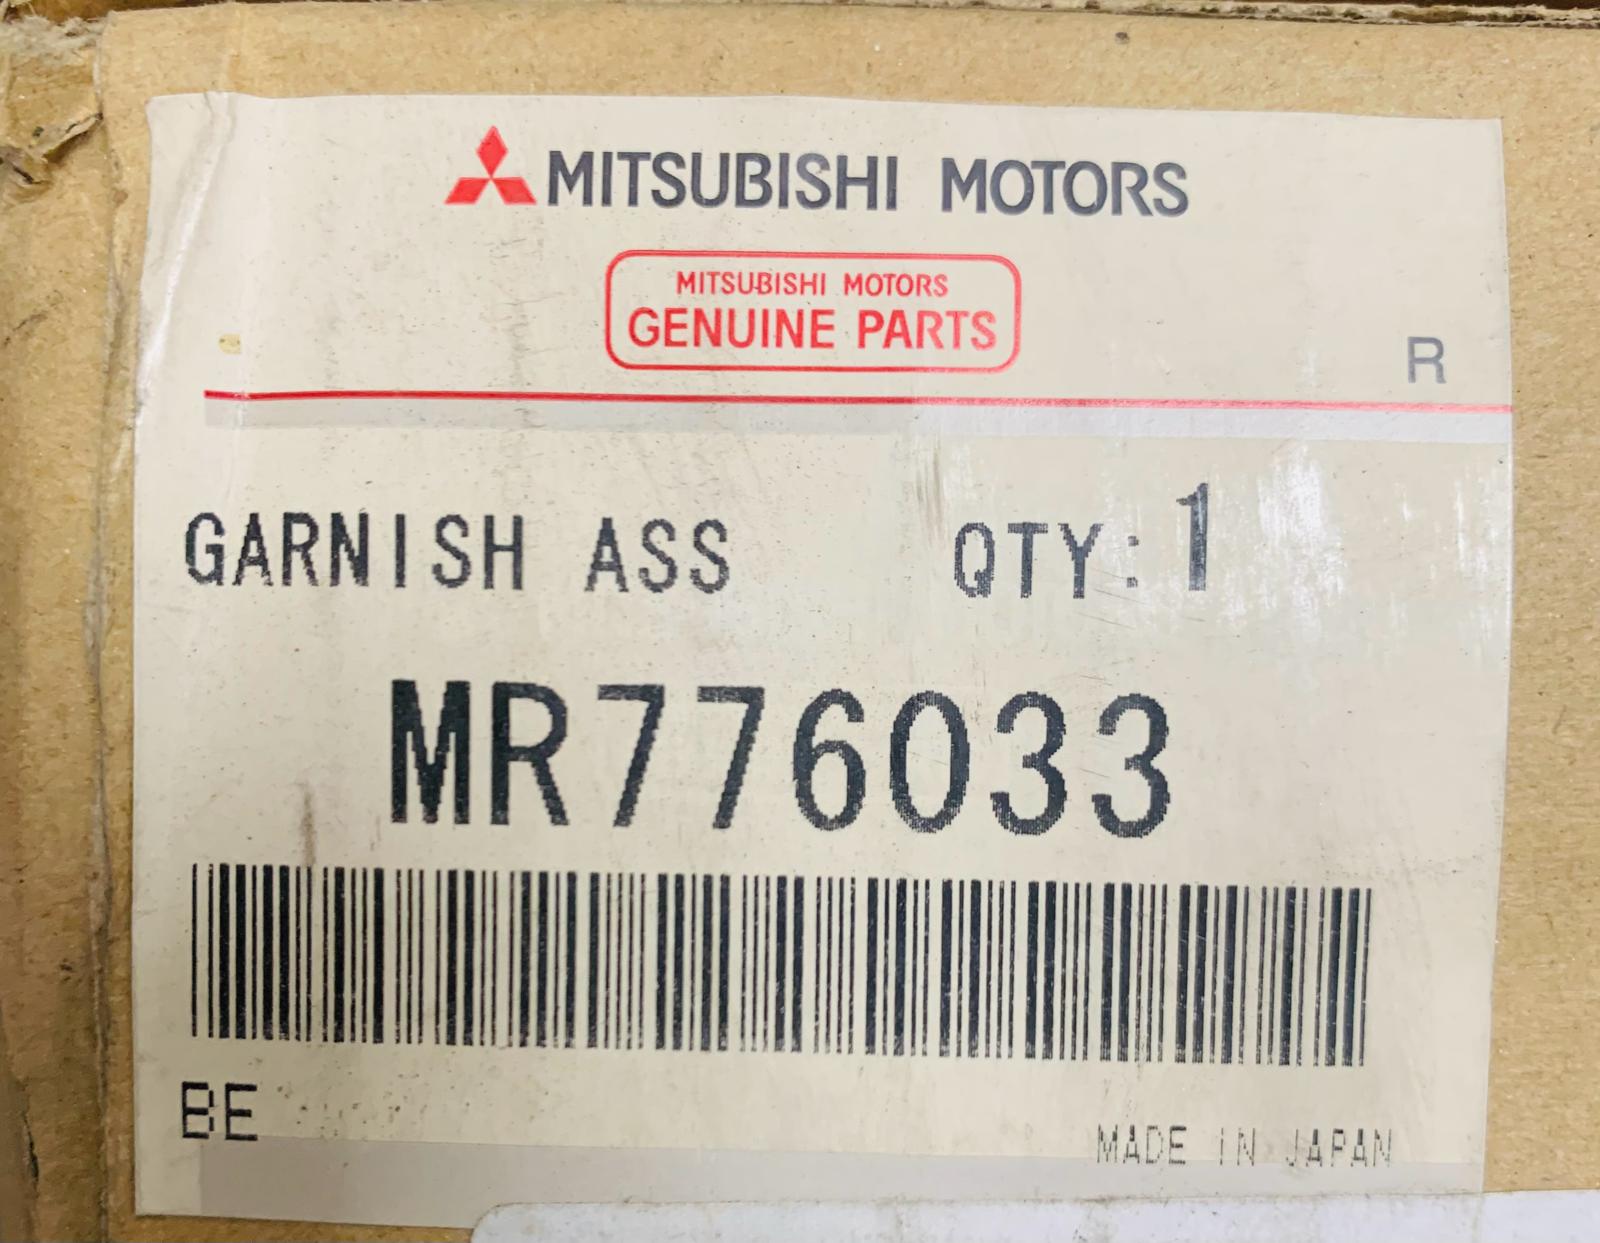 MITSUBISHI MOTORS
MITSUBISHI MOTORS
GENUINE PARTS
R
GARNISH ASS QTY: 1
MR776033
BE
MADE IN JAPAN